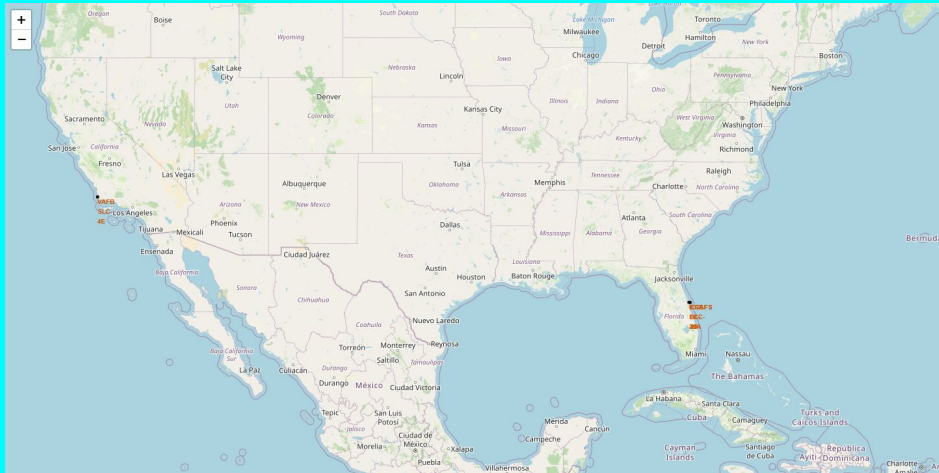 +
−
Oregon
Boise
South Dakota
Lake Michigan
Toronto
Wyoming
Milwaukee
Hamilton
New York
Detroit
Chicago
Boston
Salt Lake
City
Nebraska
Iowa
Lincoln
Pennsylvania
New York
Utah
Denver
Illinois
Indiana
Ohio
Philadelphia
Colorado
Kansas City
Sacramento
Nevada
West Virginia
Washington
Kansas
Missouri
Kentucky
Virginia
San Jose
California
Richmond
Fresno
Las Vegas
Tulsa
Raleigh
Albuquerque
Oklahoma
Memphis
Tennessee
Charlotte
North Carolina
VAFB
SLC-
4E
Los Angeles
Arizona
New Mexico
Arkansas
Phoenix
Atlanta
South Carolina
Tijuana
Mexicali
Tucson
Dallas
Mississippi
Alabama
Georgia
Bermuda
Ensenada
Ciudad Juárez
Texas
Louisiana
Austin
Baja California
Houston
Baton Rouge
Jacksonville
Sonora
San Antonio
Chihuahua
Florida
Coahuila
Nuevo Laredo
Baja California
Sur
Torreón
Monterrey
Reynosa
Miami
Nassau
Saltillo
Tamaulipas
La Paz
Culiacán
Durango
The Bahamas
Durango
México
Ciudad Victoria
La Habana
Santa Clara
Tepic
San Luis
Potosí
Cuba
Camaguey
Turks and
Caicos Islands
Jalisco
Mérida
Cancún
Ciudad de
México
Campeche
Morelia
Xalapa
Cayman
Islands
Santiago
de Cuba
República
Dominicana
Ayiti
Puebla
Villahermosa
Charlotte